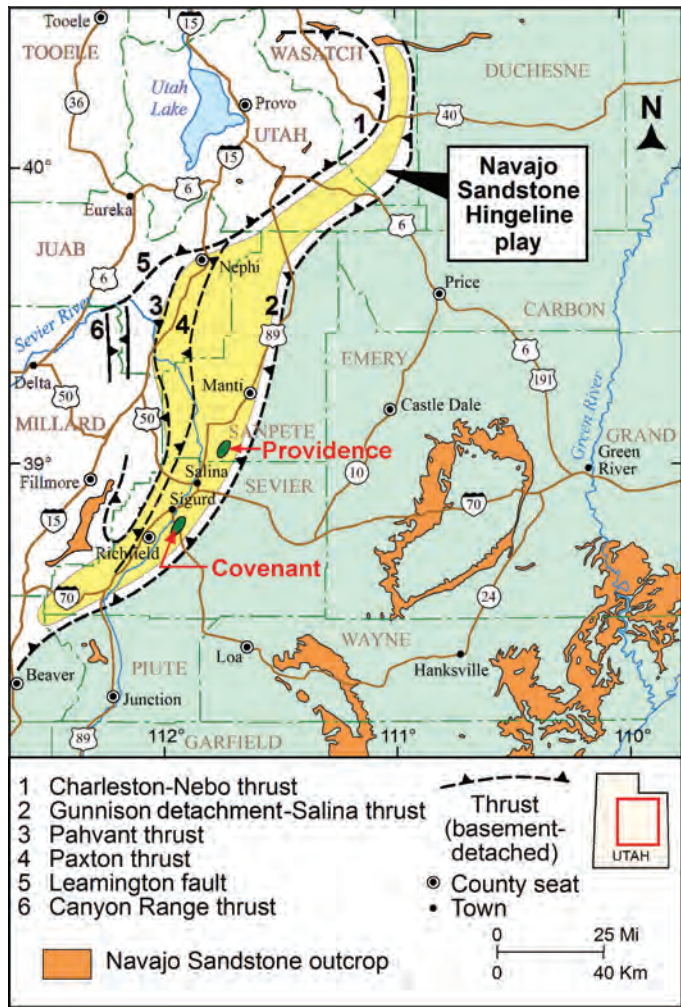 Tooele
15
WASATCH
TOOELE
DUCHESNE
Utah
Lake
Provo
36
UTAH
1
40
N
15
40°
6
Navajo
Sandstone
Hingeline
play
Eureka
6
JUAB
5
Nephi
6
Price
3
2
CARBON
Sevier River
6
4
89
6
EMERY
191
Delta
Manti
50
Castle Dale
MILLARD
50
SANPETE
Green River
GRAND
39°
Providence
Green
River
Salina
SEVIER
10
Fillmore
Sigurd
70
15
Richfield
Covenant
70
24
WAYNE
Loa
Hanksville
Beaver
PIUTE
Junction
89
GARFIELD
112°
111°
110°
1 Charleston-Nebo thrust
2 Gunnison detachment-Salina thrust
3 Pahvant thrust
4 Paxton thrust
5 Leamington fault
6 Canyon Range thrust
Navajo Sandstone outcrop
Thrust
(basement-
detached)
UTAH
County seat
Town
0 25 Mi
0 40 Km